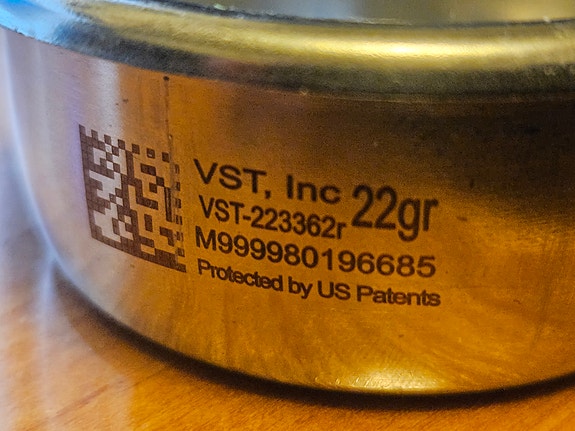 VST, Inc 22gr
VST-223362r
M999980196685
Protected by US Patents